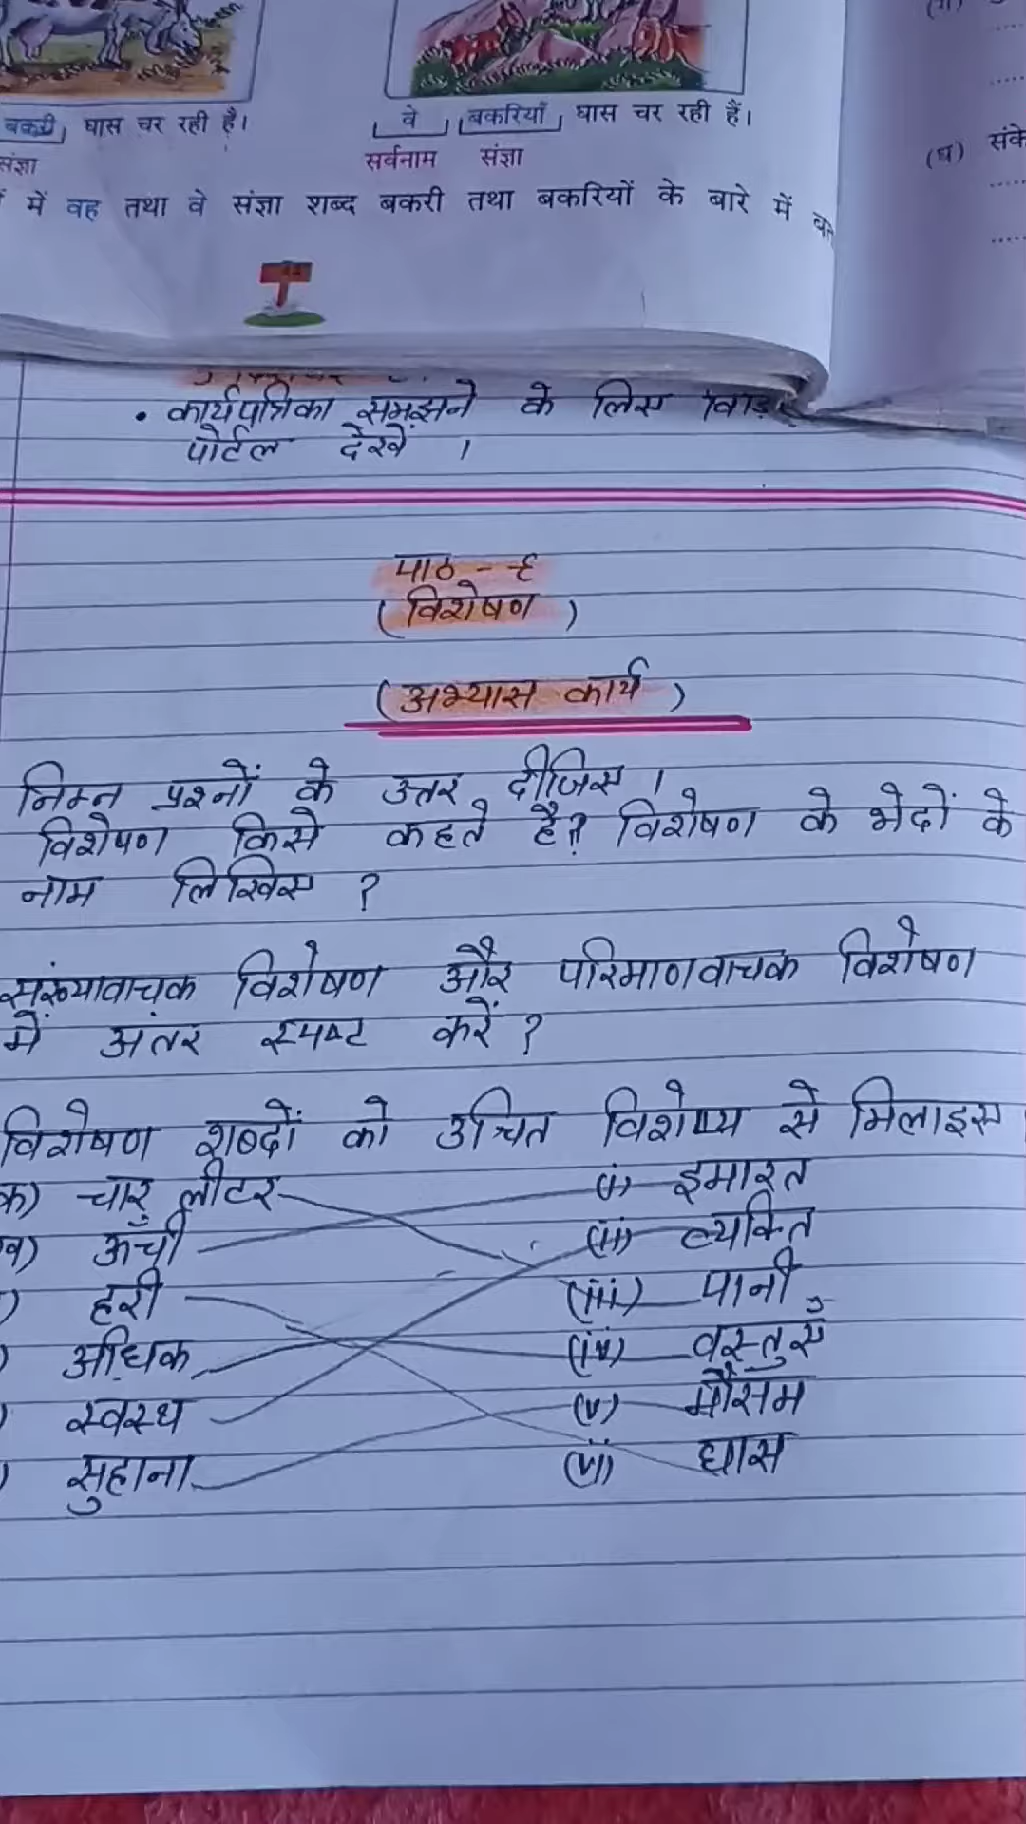 बकरी घास चर रही है।
वे बकरियाँ घास चर रही हैं।
संज्ञा
सर्वनाम संज्ञा
में वह तथा वे संज्ञा शब्द बकरी तथा बकरियों के बारे में
(घ) संके
• कार्यपत्रिका समझने के लिए
पोर्टल देखें ।
पाठ - ९
(विशेषण)
(अभ्यास कार्य)
निम्न प्रश्नों के उत्तर दीजिए ।
विशेषण किसे कहते हैं? विशेषण के भेदों के
नाम लिखिए ?
संख्यावाचक विशेषण और परिमाणवाचक विशेषण
में अंतर स्पष्ट करें ?
विशेषण शब्दों को उचित विशेष्य से मिलाइए
क) चार लीटर (i) इमारत
ख) ऊँची (ii) व्यक्ति
) हरी (iii) पानी
) अधिक (iv) वस्तुएँ
) स्वस्थ (v) मौसम
) सुहाना (vi) घास